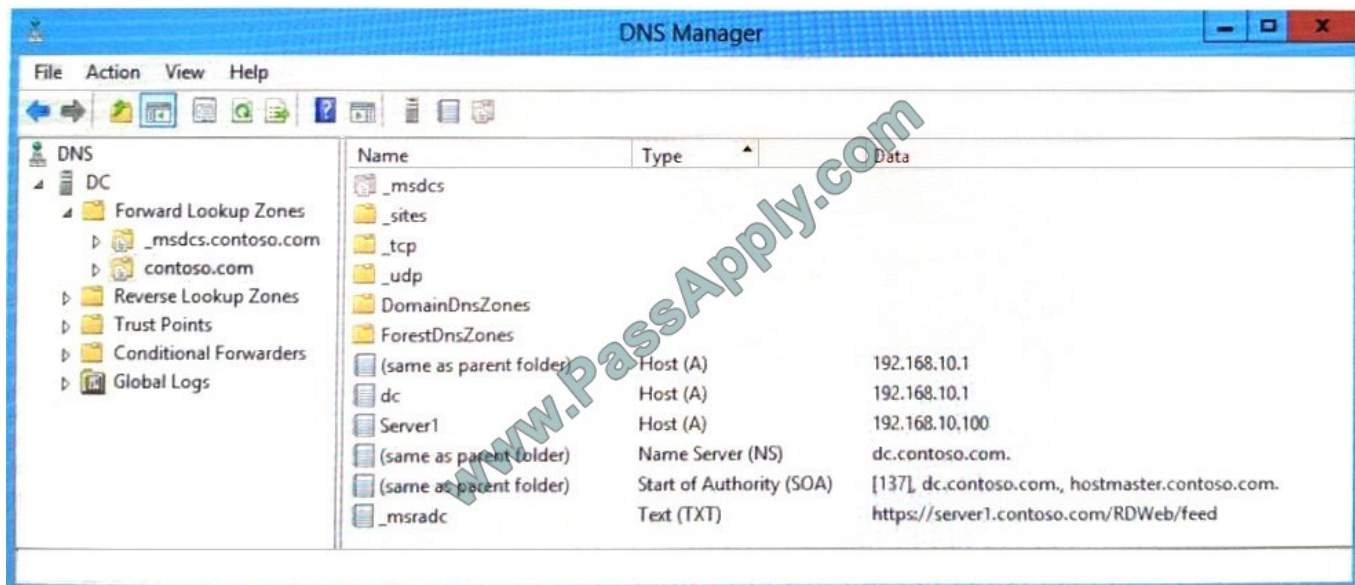 DNS Manager
File Action View Help
DNS
DC
Forward Lookup Zones
_msdcs.contoso.com
contoso.com
Reverse Lookup Zones
Trust Points
Conditional Forwarders
Global Logs
Name Type Data
_msdcs
_sites
_tcp
_udp
DomainDnsZones
ForestDnsZones
(same as parent folder) Host (A) 192.168.10.1
dc Host (A) 192.168.10.1
Server1 Host (A) 192.168.10.100
(same as parent folder) Name Server (NS) dc.contoso.com.
(same as parent folder) Start of Authority (SOA) [137], dc.contoso.com., hostmaster.contoso.com.
_msradc Text (TXT) https://server1.contoso.com/RDWeb/feed
www.PassApply.com